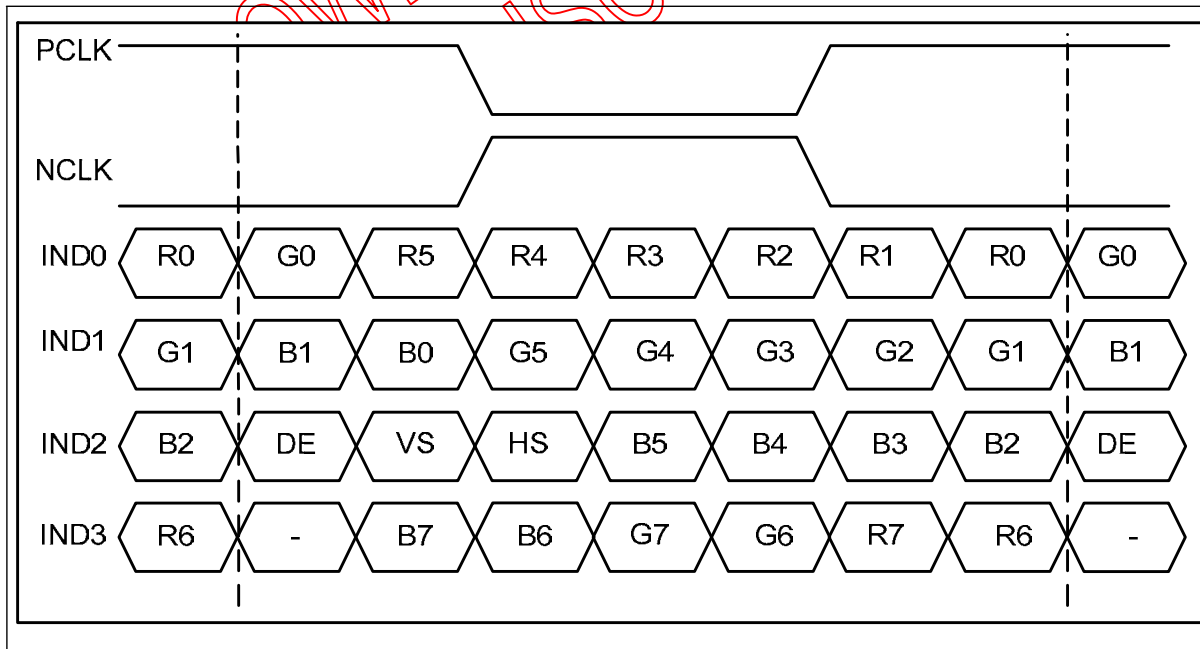 PCLK
NCLK
IND0 R0 G0 R5 R4 R3 R2 R1 R0 G0
IND1 G1 B1 B0 G5 G4 G3 G2 G1 B1
IND2 B2 DE VS HS B5 B4 B3 B2 DE
IND3 R6 - B7 B6 G7 G6 R7 R6 -